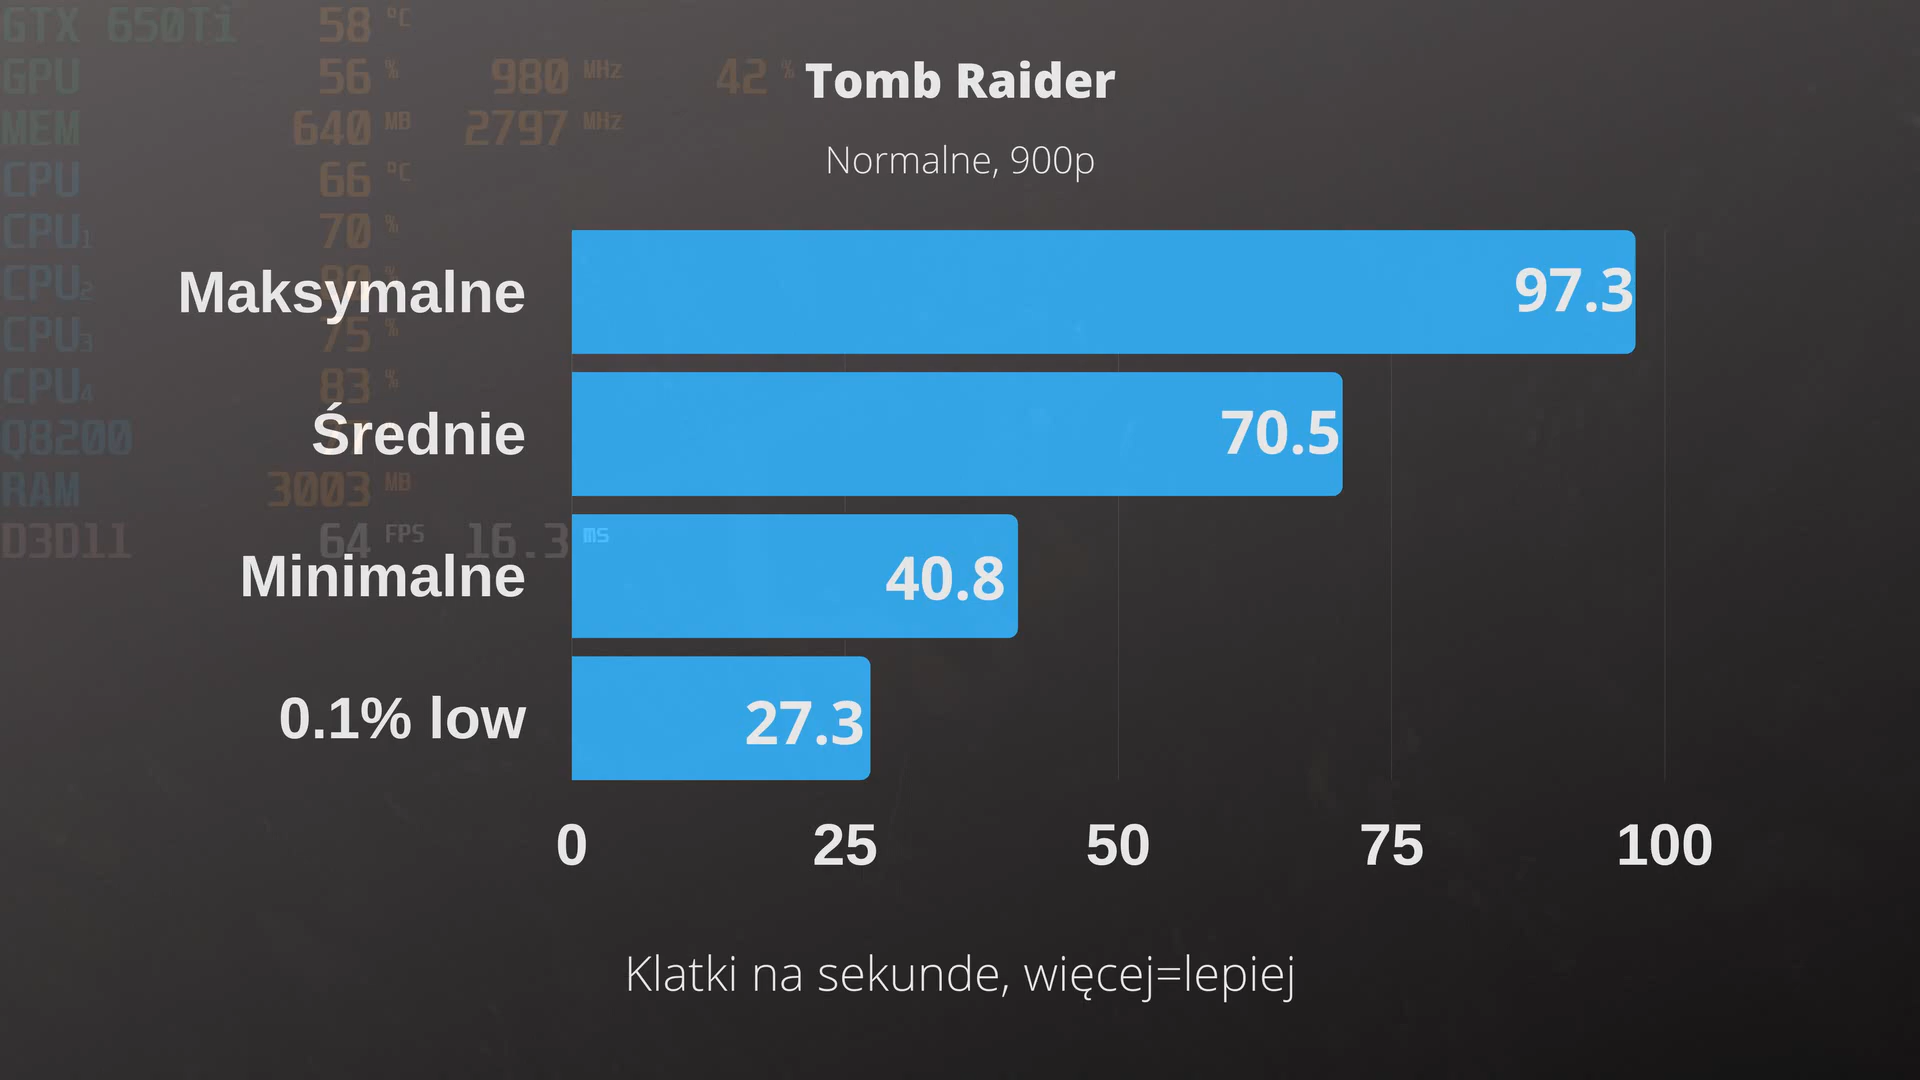 GTX 650Ti 58 °C
GPU 56 % 980 MHz 42 %
MEM 640 MB 2797 MHz
CPU 66 °C
CPU1 70 %
CPU2 80 %
CPU3 75 %
CPU4 83 %
Q8200
RAM 3003 MB
D3D11 64 FPS 16.3 ms
Tomb Raider
Normalne, 900p
Maksymalne 97.3
Średnie 70.5
Minimalne 40.8
0.1% low 27.3
0 25 50 75 100
Klatki na sekunde, więcej=lepiej